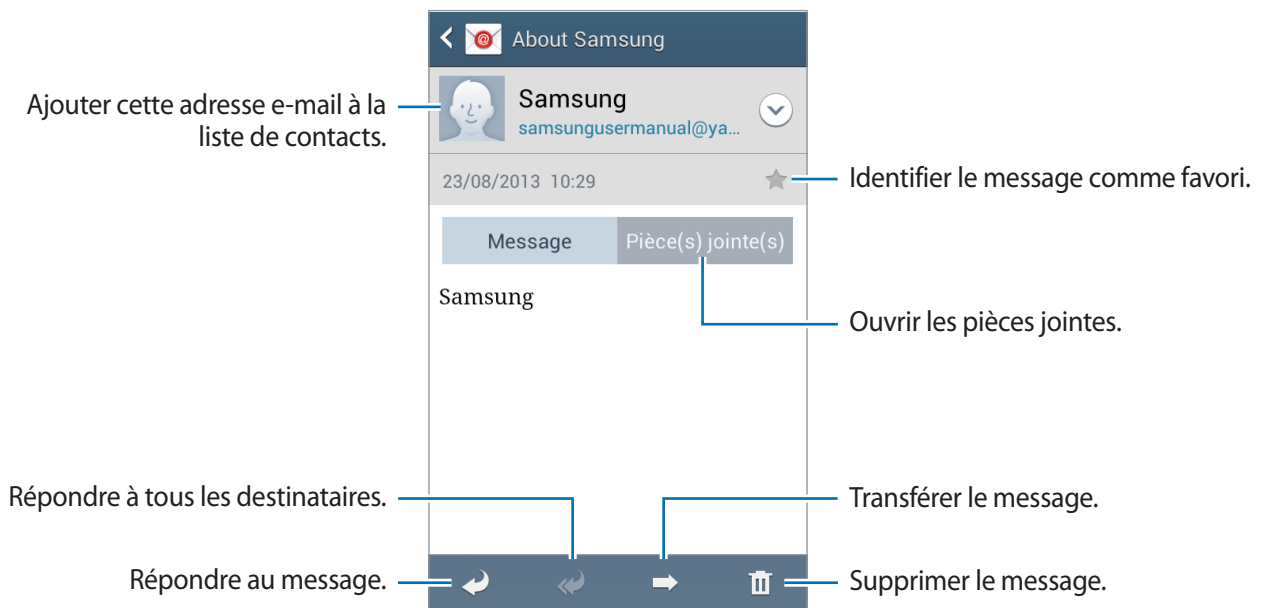 About Samsung
Ajouter cette adresse e-mail à la
liste de contacts.
Samsung
samsungusermanual@ya...
23/08/2013 10:29
Identifier le message comme favori.
Message
Pièce(s) jointe(s)
Samsung
Ouvrir les pièces jointes.
Répondre à tous les destinataires.
Transférer le message.
Répondre au message.
Supprimer le message.